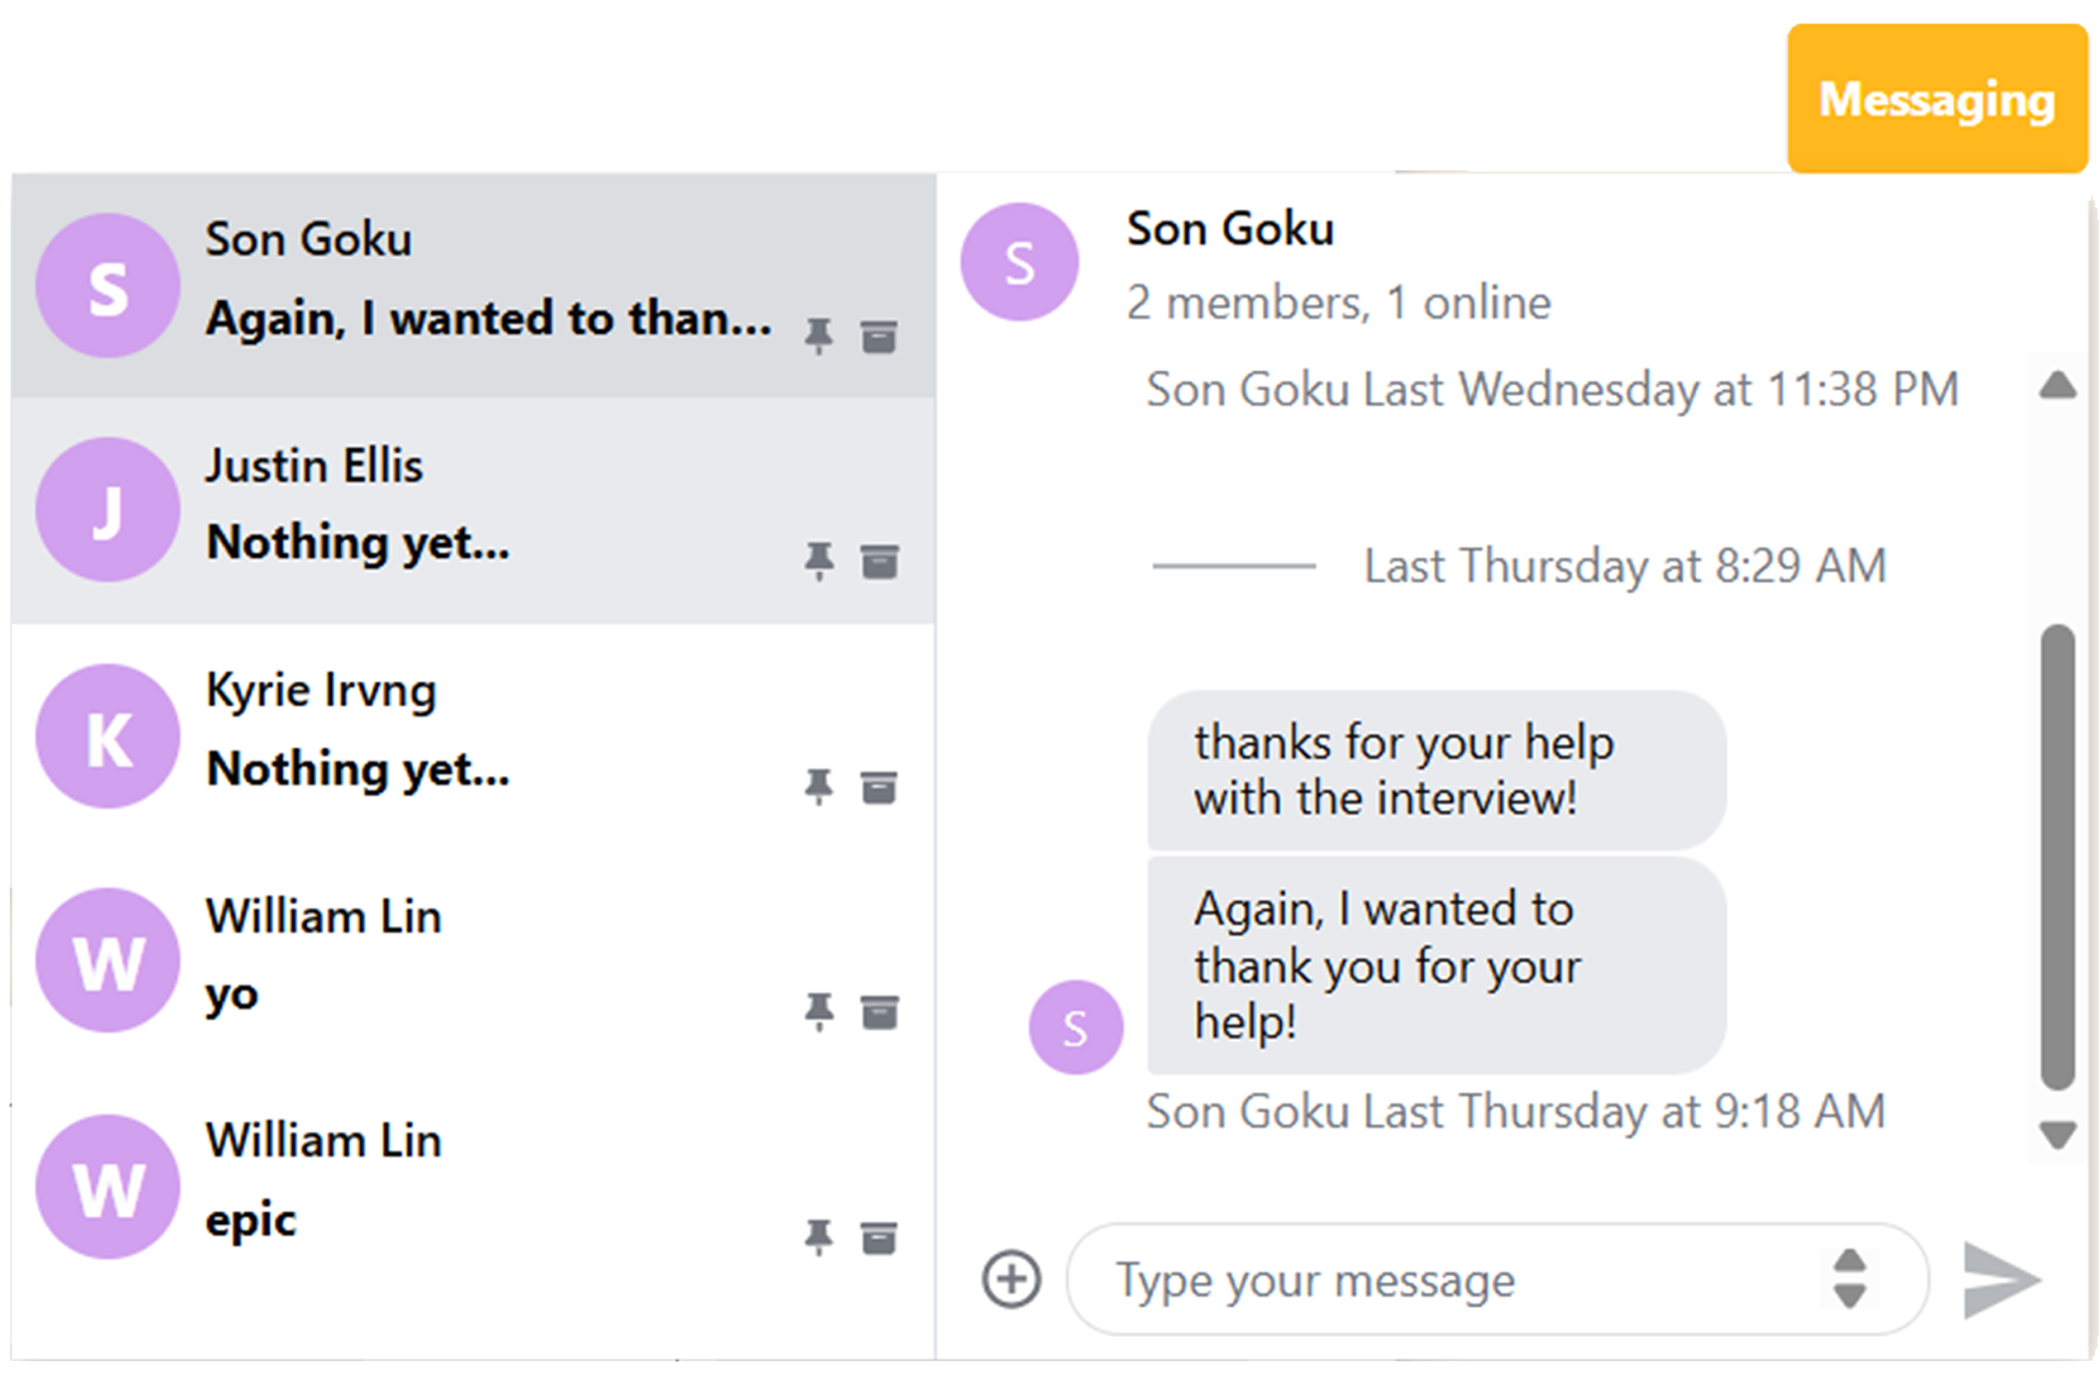 Messaging
S
Son Goku
Again, I wanted to than...
J
Justin Ellis
Nothing yet...
K
Kyrie Irvng
Nothing yet...
W
William Lin
yo
W
William Lin
epic
S
Son Goku
2 members, 1 online
Son Goku Last Wednesday at 11:38 PM
Last Thursday at 8:29 AM
thanks for your help
with the interview!
Again, I wanted to
thank you for your
help!
S
Son Goku Last Thursday at 9:18 AM
Type your message